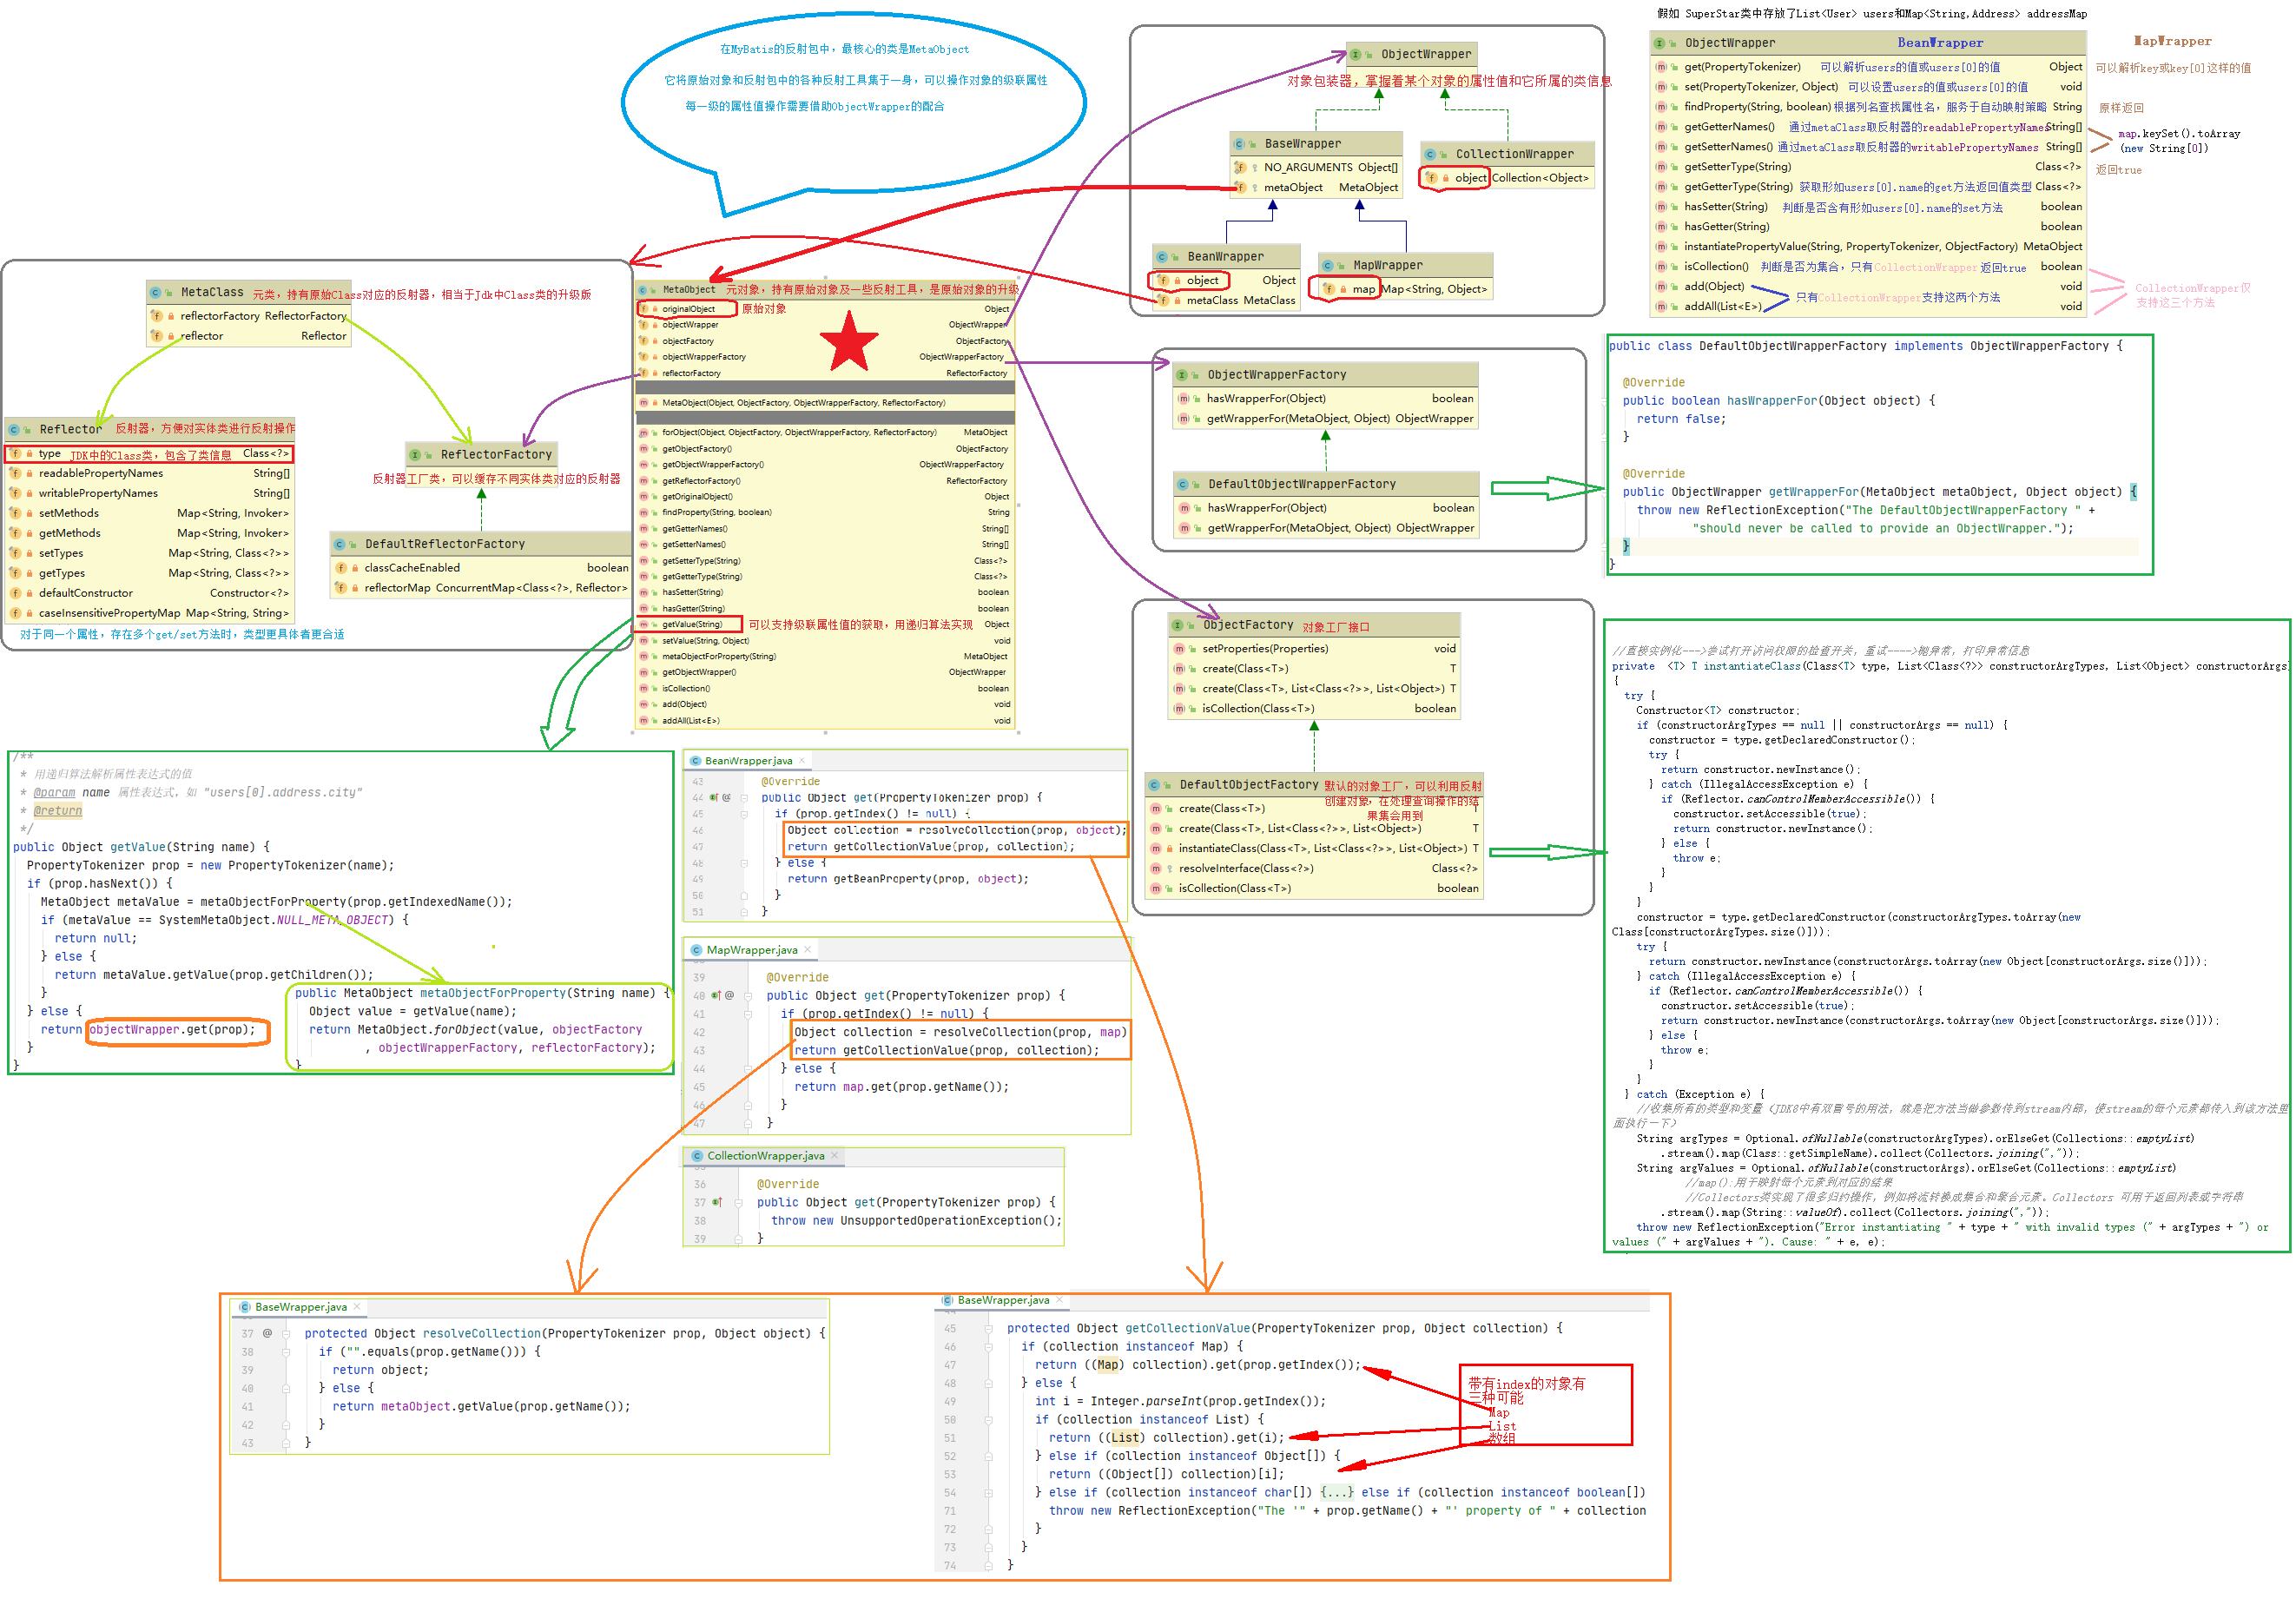 在MyBatis的反射包中，最核心的类是MetaObject
它将原始对象和反射包中的各种反射工具集于一身，可以操作对象的级联属性
每一级的属性值操作需要借助ObjectWrapper的配合
ObjectWrapper
对象包装器，掌握着某个对象的属性值和它所属的类信息
BaseWrapper
NO_ARGUMENTS Object[]
metaObject MetaObject
CollectionWrapper
object Collection<Object>
BeanWrapper
object Object
metaClass MetaClass
MapWrapper
map Map<String, Object>
假如 SuperStar类中存放了List<User> users和Map<String,Address> addressMap
ObjectWrapper BeanWrapper MapWrapper
get(PropertyTokenizer) 可以解析users的值或users[0]的值 Object 可以解析key或key[0]这样的值
set(PropertyTokenizer, Object) 可以设置users的值或users[0]的值 void
findProperty(String, boolean) 根据列名查找属性名，服务于自动映射策略 String 原样返回
getGetterNames() 通过metaClass取反射器的readablePropertyNames String[] map.keySet().toArray
getSetterNames() 通过metaClass取反射器的writablePropertyNames String[] (new String[0])
getSetterType(String) Class<?> 返回true
getGetterType(String) 获取形如users[0].name的get方法返回值类型 Class<?>
hasSetter(String) 判断是否含有形如users[0].name的set方法 boolean
hasGetter(String) boolean
instantiatePropertyValue(String, PropertyTokenizer, ObjectFactory) MetaObject
isCollection() 判断是否为集合，只有CollectionWrapper返回true boolean
add(Object) void
只有CollectionWrapper支持这两个方法
addAll(List<E>) void
CollectionWrapper仅
支持这三个方法
MetaClass 元类，持有原始Class对应的反射器，相当于Jdk中Class类的升级版
reflectorFactory ReflectorFactory
reflector Reflector
Reflector 反射器，方便对实体类进行反射操作
type JDK中的Class类，包含了类信息 Class<?>
readablePropertyNames String[]
writablePropertyNames String[]
setMethods Map<String, Invoker>
getMethods Map<String, Invoker>
setTypes Map<String, Class<?>>
getTypes Map<String, Class<?>>
defaultConstructor Constructor<?>
caseInsensitivePropertyMap Map<String, String>
对于同一个属性，存在多个get/set方法时，类型更具体者更合适
ReflectorFactory
反射器工厂类，可以缓存不同实体类对应的反射器
DefaultReflectorFactory
classCacheEnabled boolean
reflectorMap ConcurrentMap<Class<?>, Reflector>
MetaObject 元对象，持有原始对象及一些反射工具，是原始对象的升级
originalObject 原始对象 Object
objectWrapper ObjectWrapper
objectFactory ObjectFactory
objectWrapperFactory ObjectWrapperFactory
reflectorFactory ReflectorFactory
MetaObject(Object, ObjectFactory, ObjectWrapperFactory, ReflectorFactory)
forObject(Object, ObjectFactory, ObjectWrapperFactory, ReflectorFactory) MetaObject
getObjectFactory() ObjectFactory
getObjectWrapperFactory() ObjectWrapperFactory
getReflectorFactory() ReflectorFactory
getOriginalObject() Object
findProperty(String, boolean) String
getGetterNames() String[]
getSetterNames() String[]
getSetterType(String) Class<?>
getGetterType(String) Class<?>
hasSetter(String) boolean
hasGetter(String) boolean
getValue(String) 可以支持级联属性值的获取，用递归算法实现 Object
setValue(String, Object) void
metaObjectForProperty(String) MetaObject
getObjectWrapper() ObjectWrapper
isCollection() boolean
add(Object) void
addAll(List<E>) void
ObjectWrapperFactory
hasWrapperFor(Object) boolean
getWrapperFor(MetaObject, Object) ObjectWrapper
DefaultObjectWrapperFactory
hasWrapperFor(Object) boolean
getWrapperFor(MetaObject, Object) ObjectWrapper
public class DefaultObjectWrapperFactory implements ObjectWrapperFactory {
@Override
public boolean hasWrapperFor(Object object) {
return false;
}
@Override
public ObjectWrapper getWrapperFor(MetaObject metaObject, Object object) {
throw new ReflectionException("The DefaultObjectWrapperFactory " +
"should never be called to provide an ObjectWrapper.");
}
}
ObjectFactory 对象工厂接口
setProperties(Properties) void
create(Class<T>) T
create(Class<T>, List<Class<?>>, List<Object>) T
isCollection(Class<T>) boolean
DefaultObjectFactory 默认的对象工厂，可以利用反射
创建对象，在处理查询操作的结
果集会用到
create(Class<T>) T
create(Class<T>, List<Class<?>>, List<Object>) T
instantiateClass(Class<T>, List<Class<?>>, List<Object>) T
resolveInterface(Class<?>) Class<?>
isCollection(Class<T>) boolean
//直接实例化--->尝试打开访问权限的检查开关，重试---->抛异常，打印异常信息
private <T> T instantiateClass(Class<T> type, List<Class<?>> constructorArgTypes, List<Object> constructorArgs)
{
try {
Constructor<T> constructor;
if (constructorArgTypes == null || constructorArgs == null) {
constructor = type.getDeclaredConstructor();
try {
return constructor.newInstance();
} catch (IllegalAccessException e) {
if (Reflector.canControlMemberAccessible()) {
constructor.setAccessible(true);
return constructor.newInstance();
} else {
throw e;
}
}
}
constructor = type.getDeclaredConstructor(constructorArgTypes.toArray(new
Class[constructorArgTypes.size()]));
try {
return constructor.newInstance(constructorArgs.toArray(new Object[constructorArgs.size()]));
} catch (IllegalAccessException e) {
if (Reflector.canControlMemberAccessible()) {
constructor.setAccessible(true);
return constructor.newInstance(constructorArgs.toArray(new Object[constructorArgs.size()]));
} else {
throw e;
}
}
} catch (Exception e) {
//收集所有的类型和变量（JDK8中有双冒号的用法，就是把方法当做参数传到stream内部，使stream的每个元素都传入到该方法里
面执行一下）
String argTypes = Optional.ofNullable(constructorArgTypes).orElseGet(Collections::emptyList)
.stream().map(Class::getSimpleName).collect(Collectors.joining(","));
String argValues = Optional.ofNullable(constructorArgs).orElseGet(Collections::emptyList)
//map():用于映射每个元素到对应的结果
//Collectors类实现了很多归约操作，例如将流转换成集合和聚合元素。Collectors 可用于返回列表或字符串
.stream().map(String::valueOf).collect(Collectors.joining(","));
throw new ReflectionException("Error instantiating " + type + " with invalid types (" + argTypes + ") or
values (" + argValues + "). Cause: " + e, e);
/**
* 用递归算法解析属性表达式的值
* @param name 属性表达式，如 "users[0].address.city"
* @return
*/
public Object getValue(String name) {
PropertyTokenizer prop = new PropertyTokenizer(name);
if (prop.hasNext()) {
MetaObject metaValue = metaObjectForProperty(prop.getIndexedName());
if (metaValue == SystemMetaObject.NULL_META_OBJECT) {
return null;
} else {
return metaValue.getValue(prop.getChildren());
}
} else {
return objectWrapper.get(prop);
}
}
public MetaObject metaObjectForProperty(String name) {
Object value = getValue(name);
return MetaObject.forObject(value, objectFactory
, objectWrapperFactory, reflectorFactory);
}
BeanWrapper.java
43 @Override
44 public Object get(PropertyTokenizer prop) {
45 if (prop.getIndex() != null) {
46 Object collection = resolveCollection(prop, object);
47 return getCollectionValue(prop, collection);
48 } else {
49 return getBeanProperty(prop, object);
50 }
51 }
MapWrapper.java
39 @Override
40 public Object get(PropertyTokenizer prop) {
41 if (prop.getIndex() != null) {
42 Object collection = resolveCollection(prop, map)
43 return getCollectionValue(prop, collection);
44 } else {
45 return map.get(prop.getName());
46 }
47 }
CollectionWrapper.java
36 @Override
37 public Object get(PropertyTokenizer prop) {
38 throw new UnsupportedOperationException();
39 }
BaseWrapper.java
37 protected Object resolveCollection(PropertyTokenizer prop, Object object) {
38 if ("".equals(prop.getName())) {
39 return object;
40 } else {
41 return metaObject.getValue(prop.getName());
42 }
43 }
BaseWrapper.java
45 protected Object getCollectionValue(PropertyTokenizer prop, Object collection) {
46 if (collection instanceof Map) {
47 return ((Map) collection).get(prop.getIndex());
48 } else {
49 int i = Integer.parseInt(prop.getIndex());
50 if (collection instanceof List) {
51 return ((List) collection).get(i);
52 } else if (collection instanceof Object[]) {
53 return ((Object[]) collection)[i];
54 } else if (collection instanceof char[]) {...} else if (collection instanceof boolean[])
71 throw new ReflectionException("The '" + prop.getName() + "' property of " + collection
72 }
73 }
74 }
带有index的对象有
三种可能
Map
List
数组